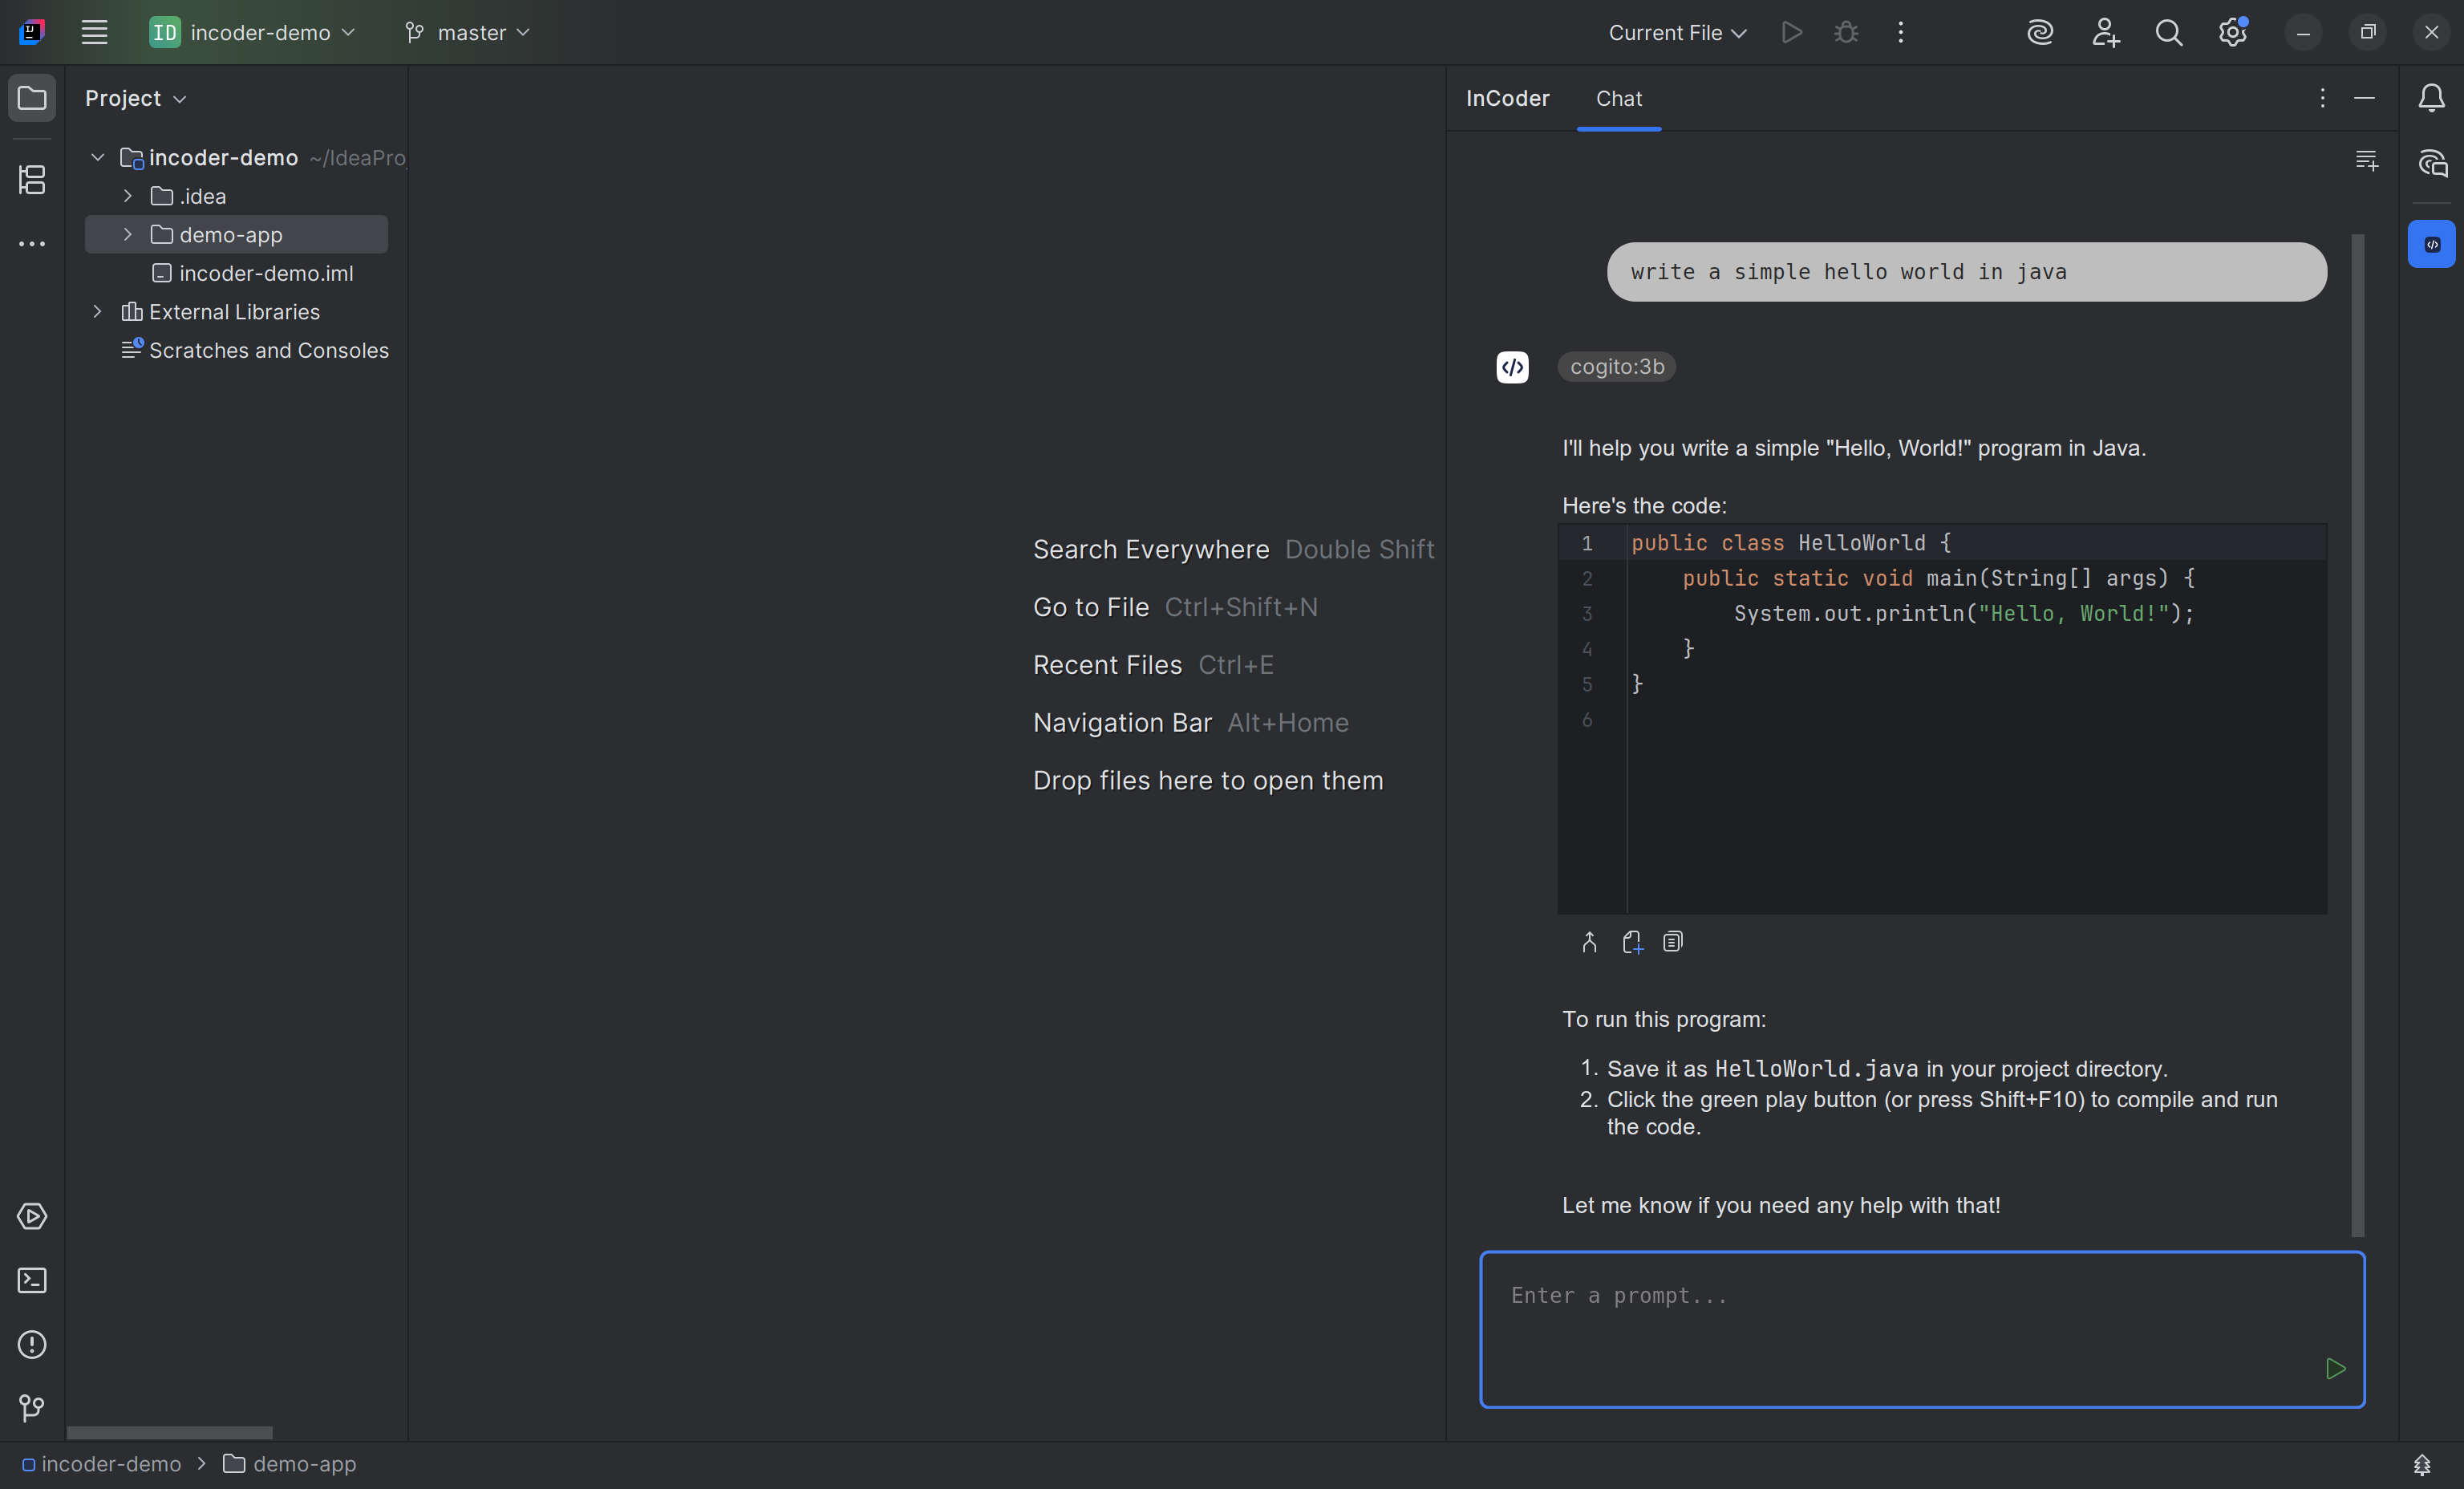 ID incoder-demo master Current File
Project
incoder-demo ~/IdeaPro
.idea
demo-app
incoder-demo.iml
External Libraries
Scratches and Consoles
Search Everywhere Double Shift
Go to File Ctrl+Shift+N
Recent Files Ctrl+E
Navigation Bar Alt+Home
Drop files here to open them
InCoder Chat
write a simple hello world in java
cogito:3b
I'll help you write a simple "Hello, World!" program in Java.
Here's the code:
1 public class HelloWorld {
2 public static void main(String[] args) {
3 System.out.println("Hello, World!");
4 }
5 }
6
To run this program:
1. Save it as HelloWorld.java in your project directory.
2. Click the green play button (or press Shift+F10) to compile and run
the code.
Let me know if you need any help with that!
Enter a prompt...
incoder-demo > demo-app